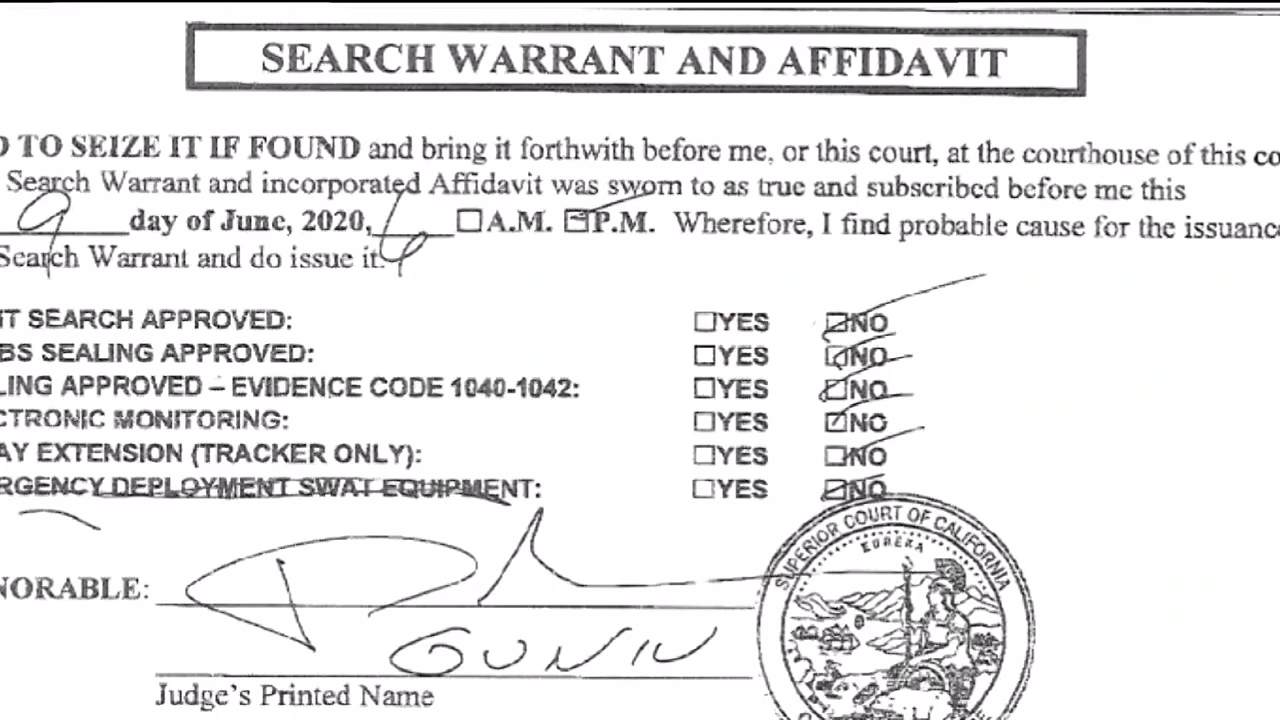 SEARCH WARRANT AND AFFIDAVIT
TO SEIZE IT IF FOUND and bring it forthwith before me, or this court, at the courthouse of this co
Search Warrant and incorporated Affidavit was sworn to as true and subscribed before me this
9 day of June, 2020, 6 A.M. P.M. Wherefore, I find probable cause for the issuance
Search Warrant and do issue it.
IT SEARCH APPROVED: YES NO
BS SEALING APPROVED: YES NO
LING APPROVED – EVIDENCE CODE 1040-1042: YES NO
CTRONIC MONITORING: YES NO
AY EXTENSION (TRACKER ONLY): YES NO
RGENCY DEPLOYMENT SWAT EQUIPMENT: YES NO
SUPERIOR COURT OF CALIFORNIA
EUREKA
NORABLE:
Judge's Printed Name